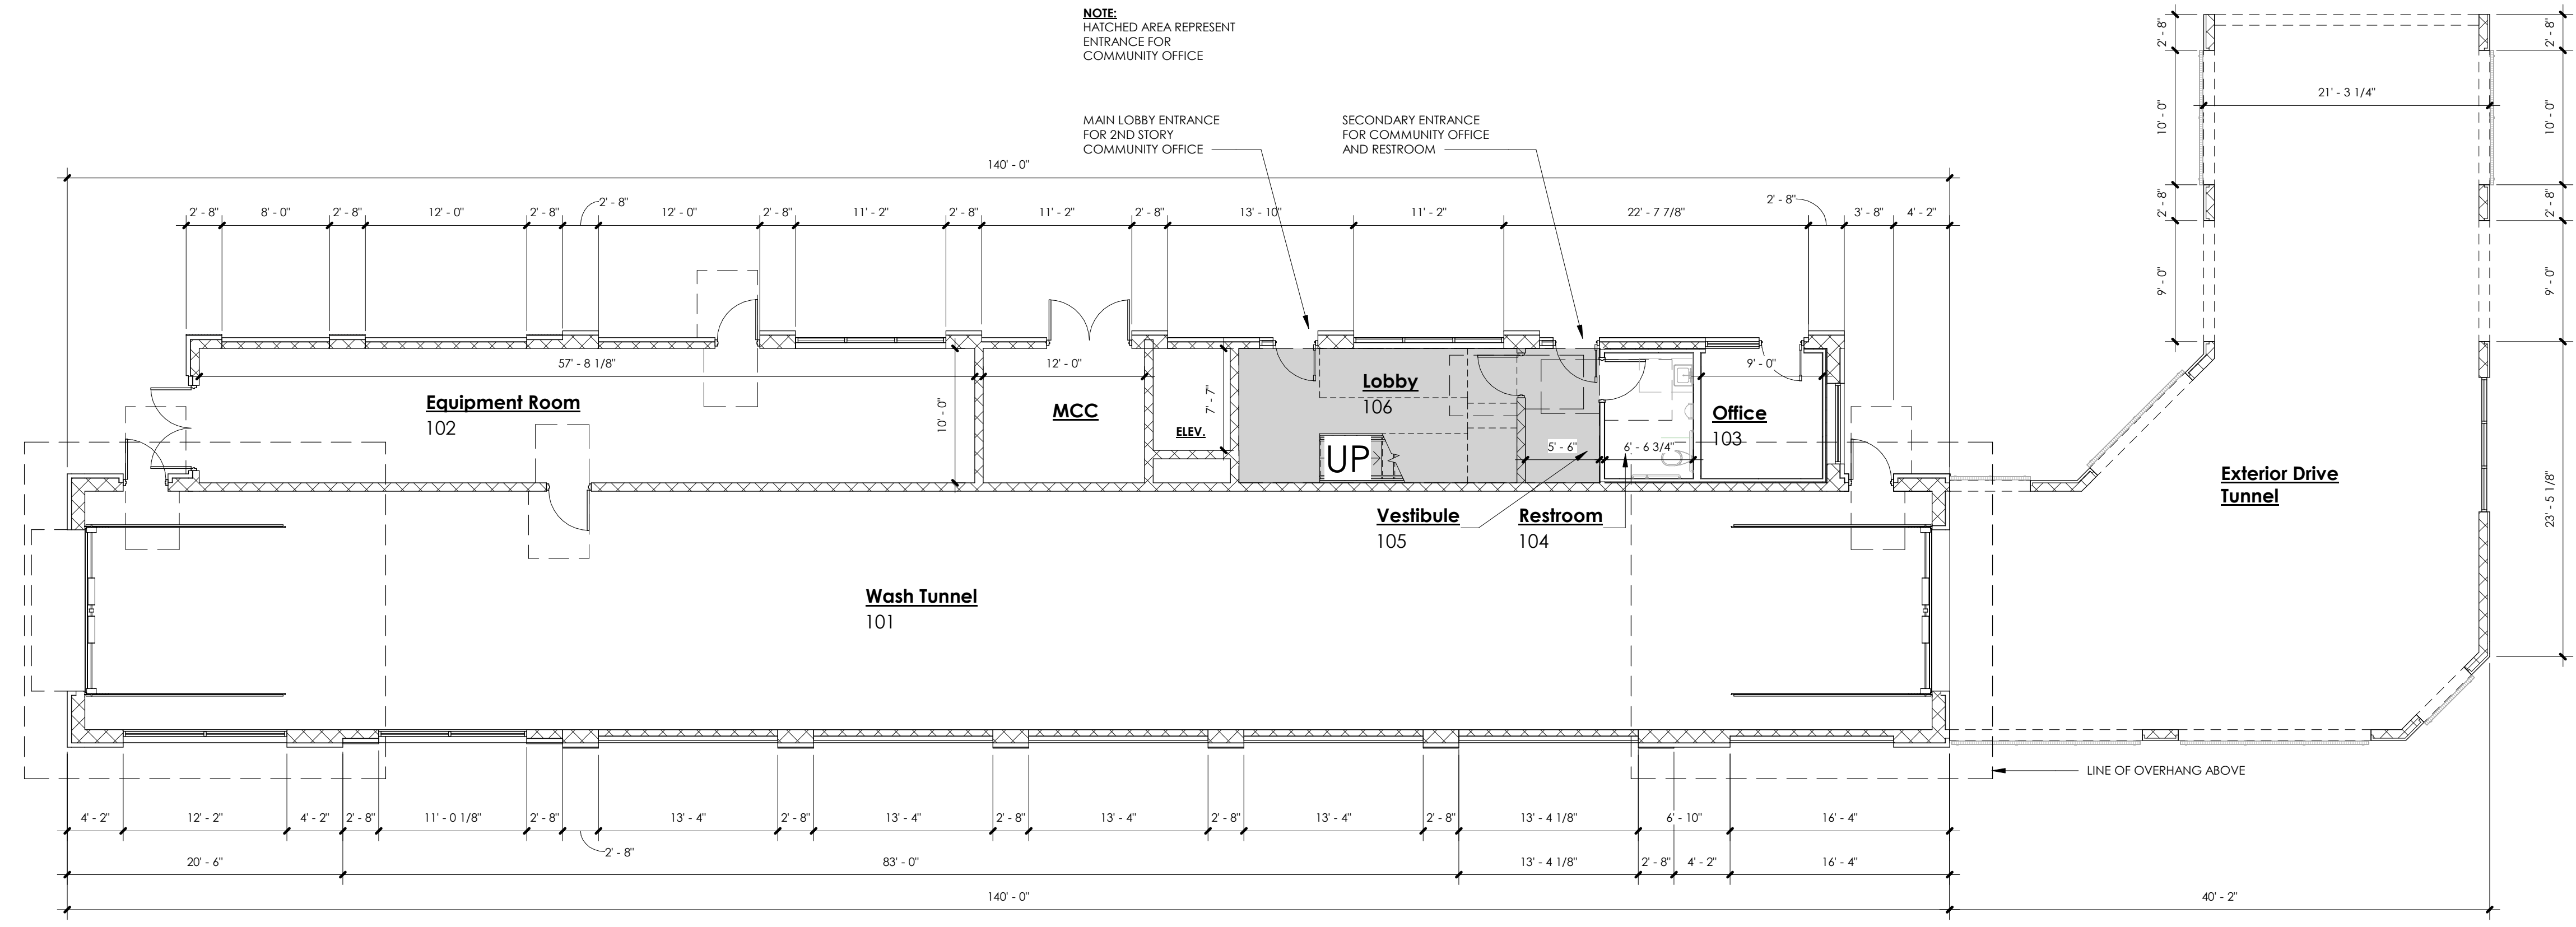 NOTE:
HATCHED AREA REPRESENT
ENTRANCE FOR
COMMUNITY OFFICE
2' - 8"
2' - 8"
21' - 3 1/4"
10' - 0"
10' - 0"
MAIN LOBBY ENTRANCE
FOR 2ND STORY
COMMUNITY OFFICE
SECONDARY ENTRANCE
FOR COMMUNITY OFFICE
AND RESTROOM
140' - 0"
2' - 8"
2' - 8"
2' - 8" 8' - 0" 2' - 8" 12' - 0" 2' - 8" 2' - 8" 12' - 0" 2' - 8" 11' - 2" 2' - 8" 11' - 2" 2' - 8" 13' - 10" 11' - 2" 22' - 7 7/8" 2' - 8" 3' - 8" 4' - 2"
9' - 0"
9' - 0"
57' - 8 1/8"
12' - 0"
9' - 0"
7' - 7"
10' - 0"
Equipment Room
102
MCC
ELEV.
Lobby
106
Office
103
UP
5' - 6"
6' - 6 3/4"
Exterior Drive
Tunnel
23' - 5 1/8"
Vestibule
105
Restroom
104
Wash Tunnel
101
LINE OF OVERHANG ABOVE
4' - 2" 12' - 2" 4' - 2" 2' - 8" 11' - 0 1/8" 2' - 8" 2' - 8" 13' - 4" 2' - 8" 13' - 4" 2' - 8" 13' - 4" 2' - 8" 13' - 4" 2' - 8" 13' - 4 1/8" 6' - 10" 16' - 4"
20' - 6" 83' - 0" 13' - 4 1/8" 2' - 8" 4' - 2" 16' - 4"
140' - 0" 40' - 2"